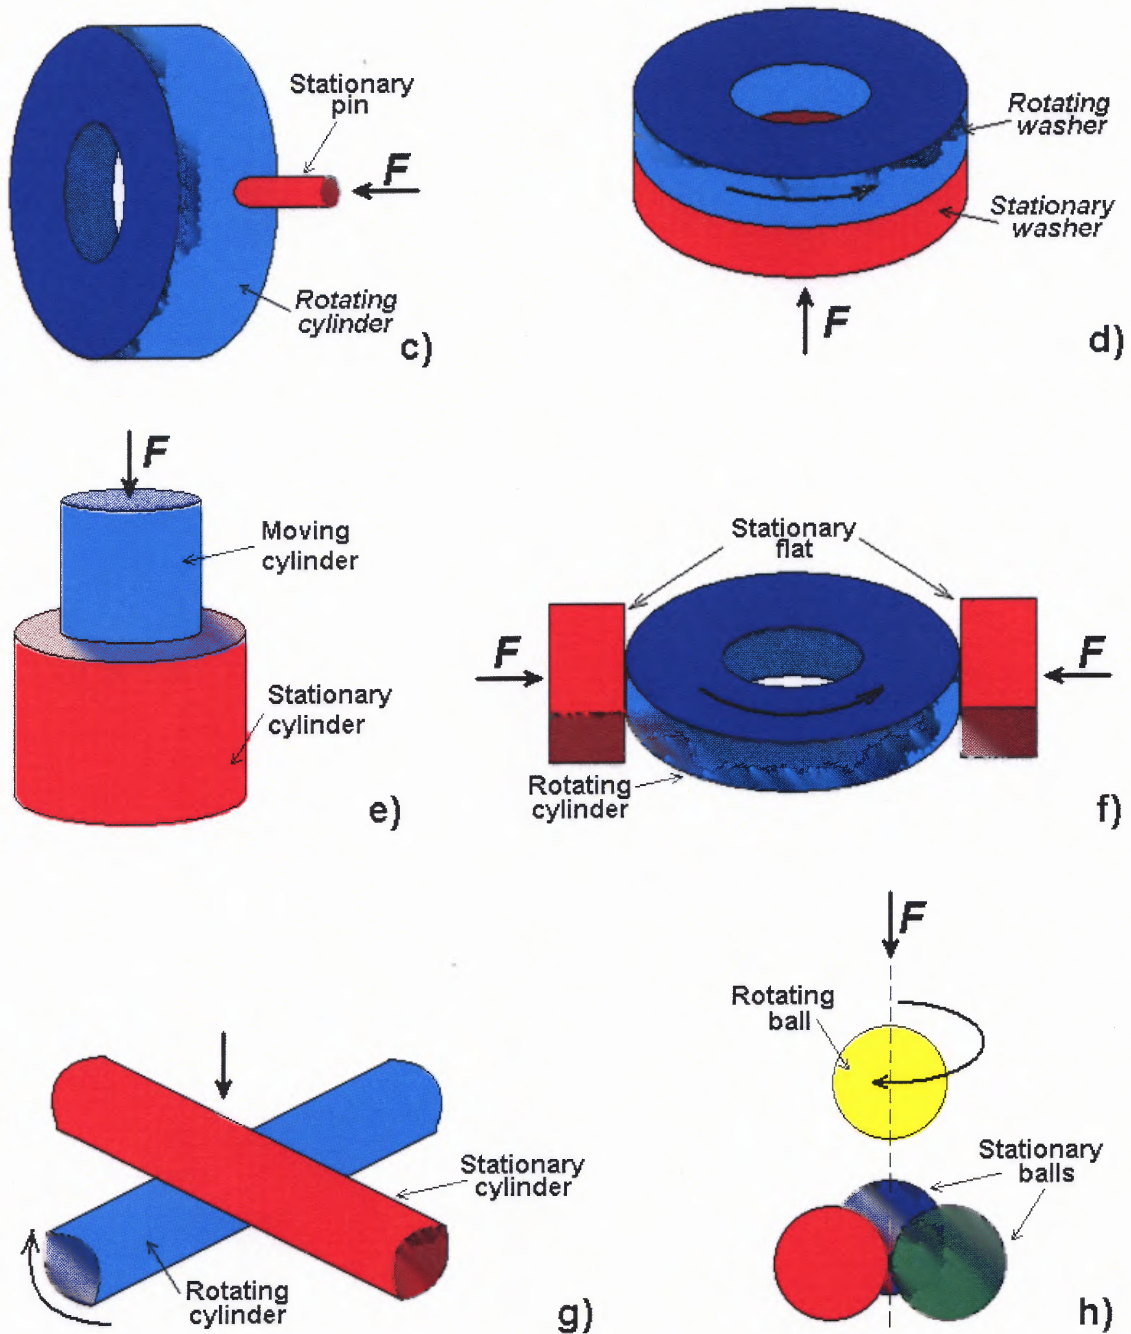 Stationary
pin
F
Rotating
cylinder
c)
Rotating
washer
Stationary
washer
F
d)
F
Moving
cylinder
Stationary
cylinder
e)
Stationary
flat
F
F
Rotating
cylinder
f)
Stationary
cylinder
Rotating
cylinder
g)
F
Rotating
ball
Stationary
balls
h)